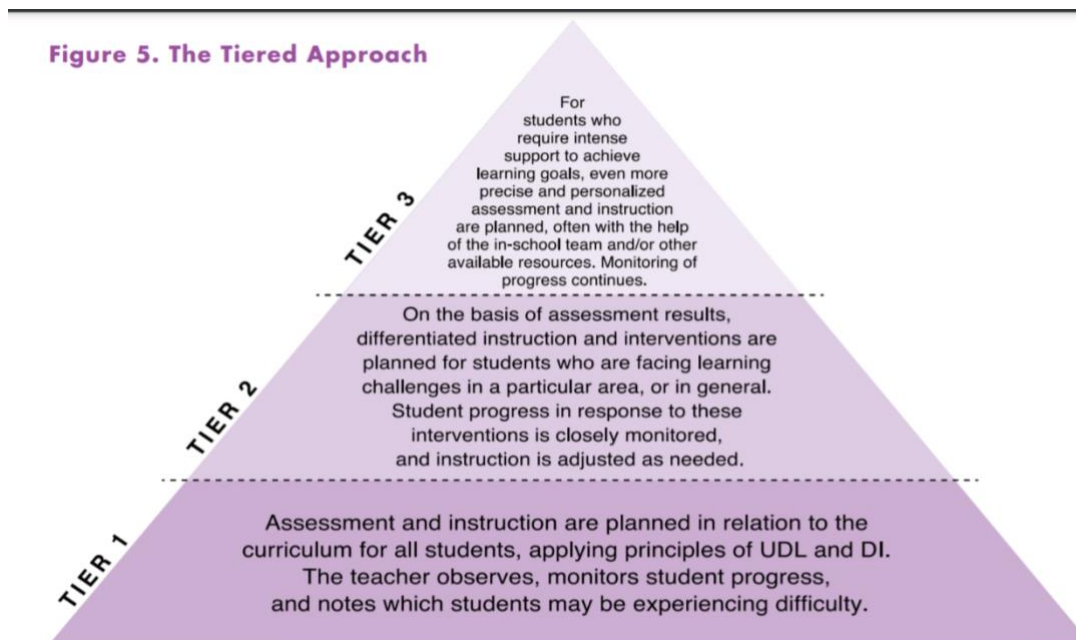 Figure 5. The Tiered Approach
For
students who
require intense
support to achieve
learning goals, even more
precise and personalized
assessment and instruction
are planned, often with the help
of the in-school team and/or other
available resources. Monitoring of
progress continues.
TIER 3
On the basis of assessment results,
differentiated instruction and interventions are
planned for students who are facing learning
challenges in a particular area, or in general.
Student progress in response to these
interventions is closely monitored,
and instruction is adjusted as needed.
TIER 2
Assessment and instruction are planned in relation to the
curriculum for all students, applying principles of UDL and DI.
The teacher observes, monitors student progress,
and notes which students may be experiencing difficulty.
TIER 1